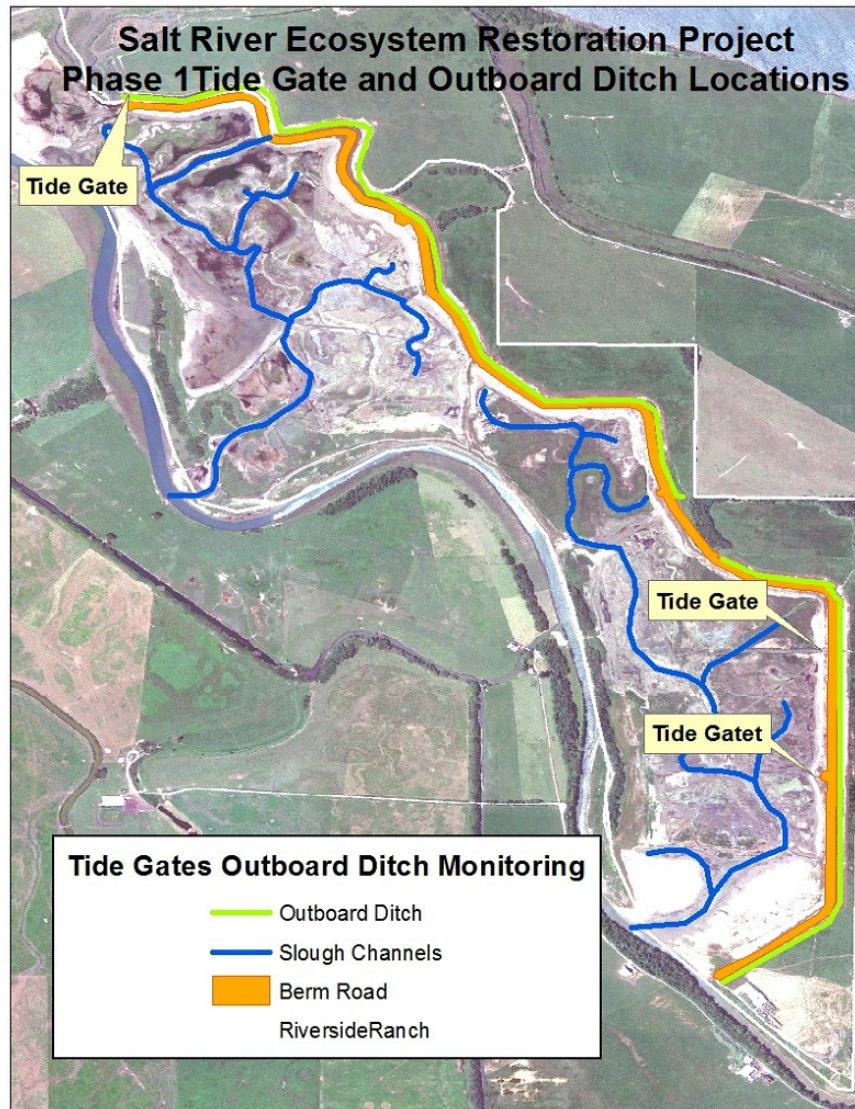 Salt River Ecosystem Restoration Project
Phase 1Tide Gate and Outboard Ditch Locations
Tide Gate
Tide Gate
Tide Gatet
Tide Gates Outboard Ditch Monitoring
Outboard Ditch
Slough Channels
Berm Road
RiversideRanch